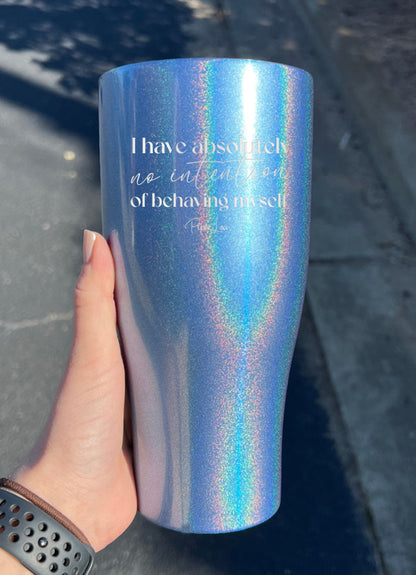 I have absolutely
no intention
of behaving myself